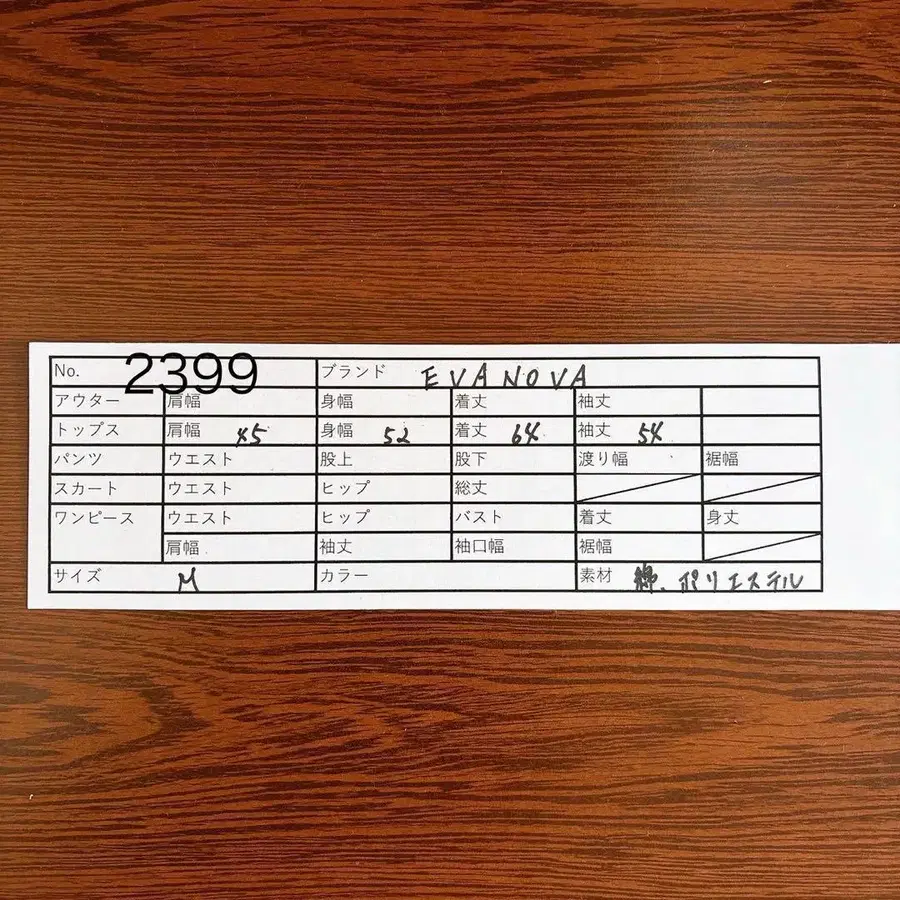 No. 2399 ブランド EVANOVA
アウター 肩幅 身幅 着丈 袖丈
トップス 肩幅 45 身幅 52 着丈 64 袖丈 54
パンツ ウエスト 股上 股下 渡り幅 裾幅
スカート ウエスト ヒップ 総丈
ワンピース ウエスト ヒップ バスト 着丈 身丈
肩幅 袖丈 袖口幅 裾幅
サイズ M カラー 素材 綿.ポリエステル